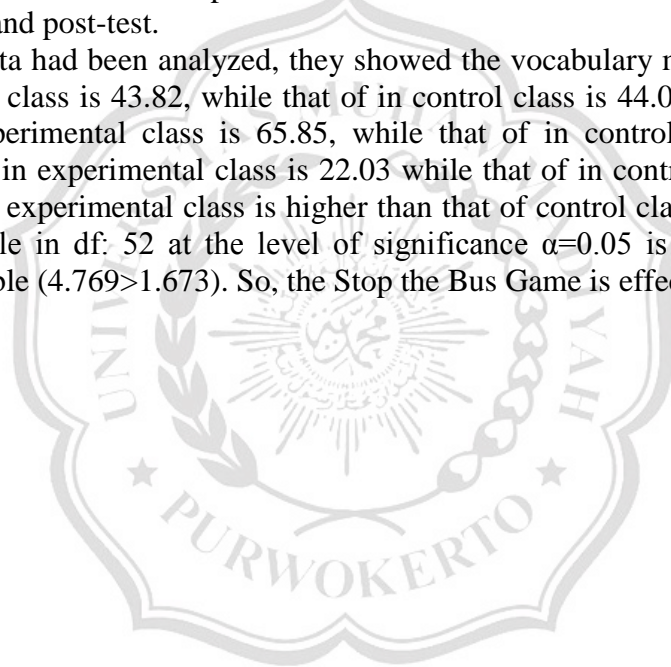 and post-test.
ta had been analyzed, they showed the vocabulary m
class is 43.82, while that of in control class is 44.0
perimental class is 65.85, while that of in control
in experimental class is 22.03 while that of in contr
experimental class is higher than that of control cla
le in df: 52 at the level of significance α=0.05 is
ble (4.769>1.673). So, the Stop the Bus Game is effec
UNIVERSITAS MUHAMMADIYAH
PURWOKERTO